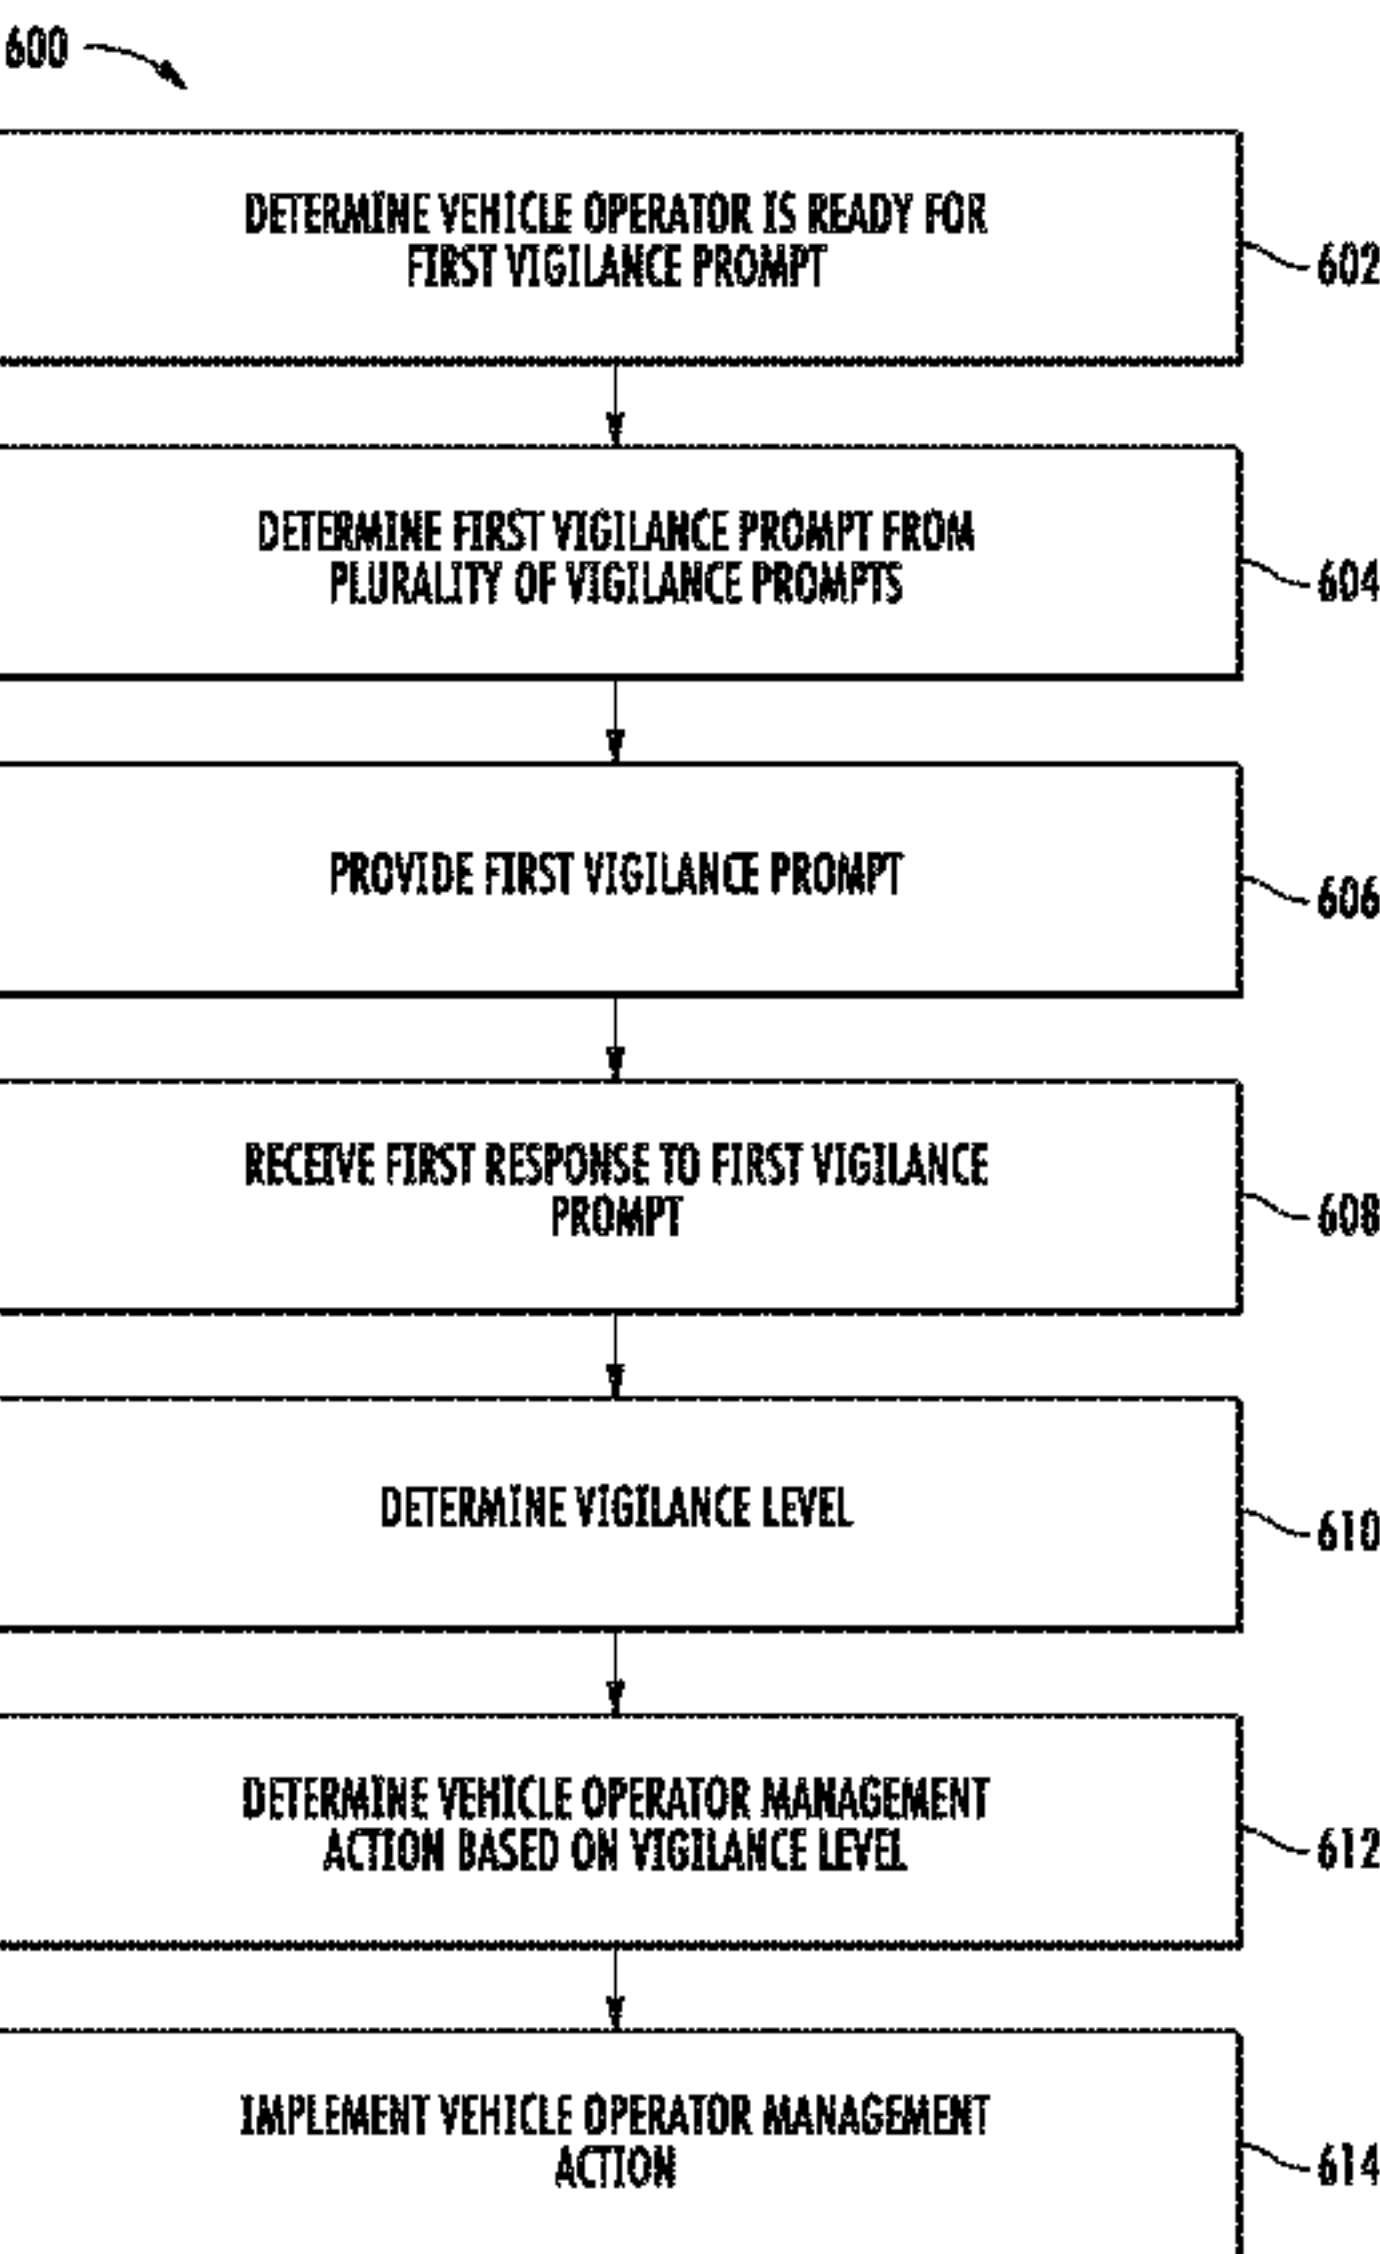 600
DETERMINE VEHICLE OPERATOR IS READY FOR
FIRST VIGILANCE PROMPT
602
DETERMINE FIRST VIGILANCE PROMPT FROM
PLURALITY OF VIGILANCE PROMPTS
604
PROVIDE FIRST VIGILANCE PROMPT
606
RECEIVE FIRST RESPONSE TO FIRST VIGILANCE
PROMPT
608
DETERMINE VIGILANCE LEVEL
610
DETERMINE VEHICLE OPERATOR MANAGEMENT
ACTION BASED ON VIGILANCE LEVEL
612
IMPLEMENT VEHICLE OPERATOR MANAGEMENT
ACTION
614